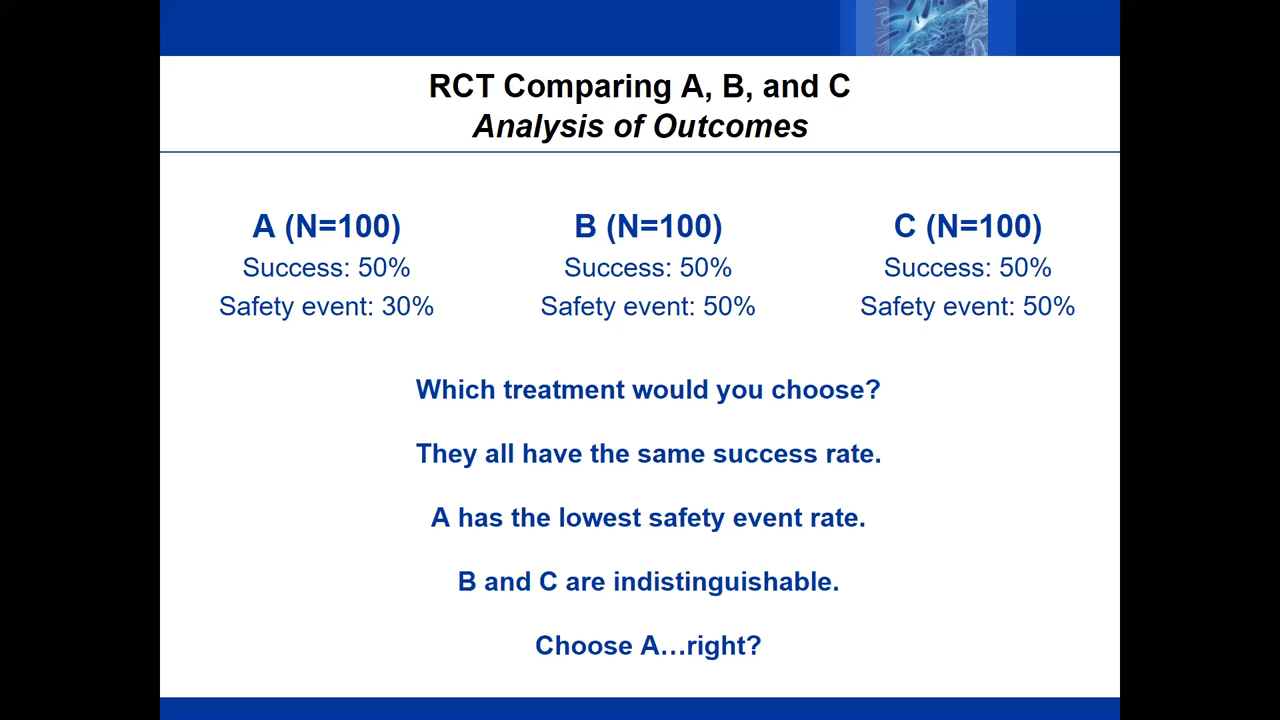 RCT Comparing A, B, and C
Analysis of Outcomes
A (N=100)
Success: 50%
Safety event: 30%
B (N=100)
Success: 50%
Safety event: 50%
C (N=100)
Success: 50%
Safety event: 50%
Which treatment would you choose?
They all have the same success rate.
A has the lowest safety event rate.
B and C are indistinguishable.
Choose A…right?